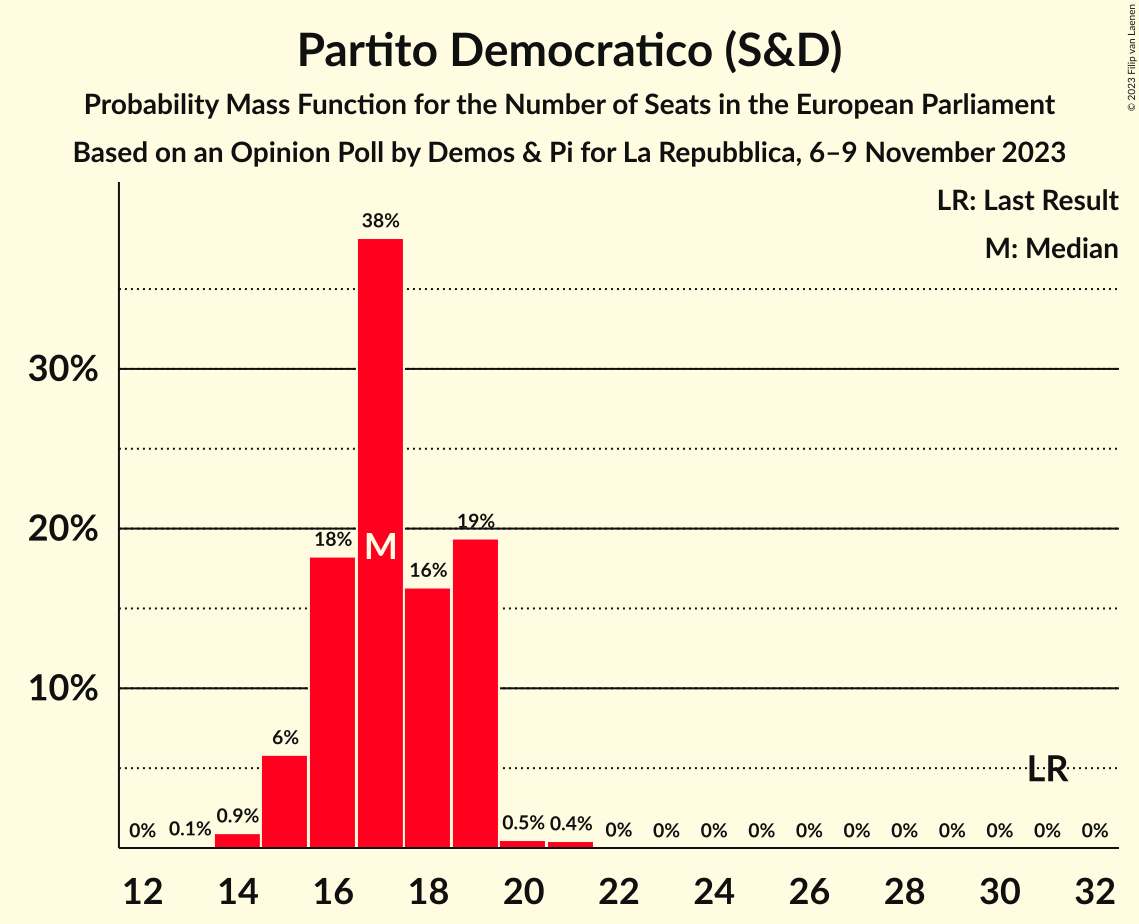 Partito Democratico (S&D)
Probability Mass Function for the Number of Seats in the European Parliament
Based on an Opinion Poll by Demos & Pi for La Repubblica, 6–9 November 2023
© 2023 Filip van Laenen
LR: Last Result
M: Median
38%
30%
20%
19%
18%
M
16%
10%
6%
LR
0% 0.1% 0.9% 0.5% 0.4% 0% 0% 0% 0% 0% 0% 0% 0% 0% 0% 0%
12 14 16 18 20 22 24 26 28 30 32